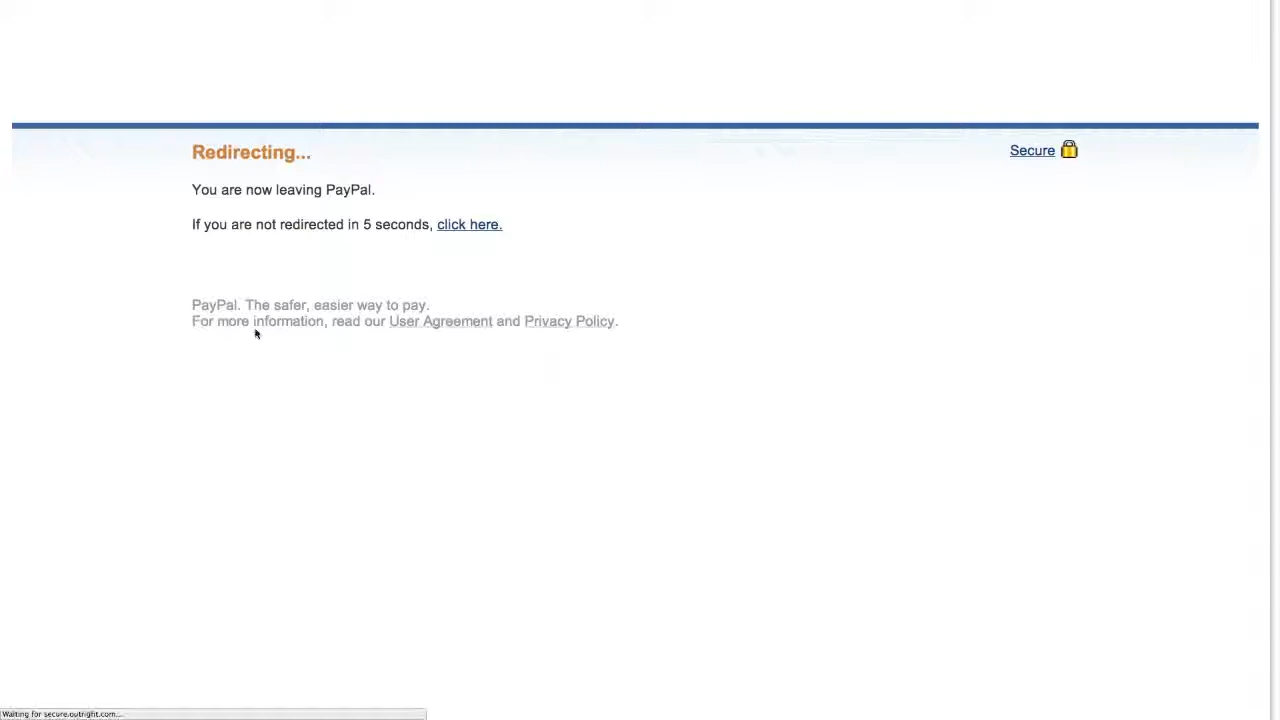 Redirecting...
Secure
You are now leaving PayPal.
If you are not redirected in 5 seconds, click here.
PayPal. The safer, easier way to pay.
For more information, read our User Agreement and Privacy Policy.
Waiting for secure.outright.com...